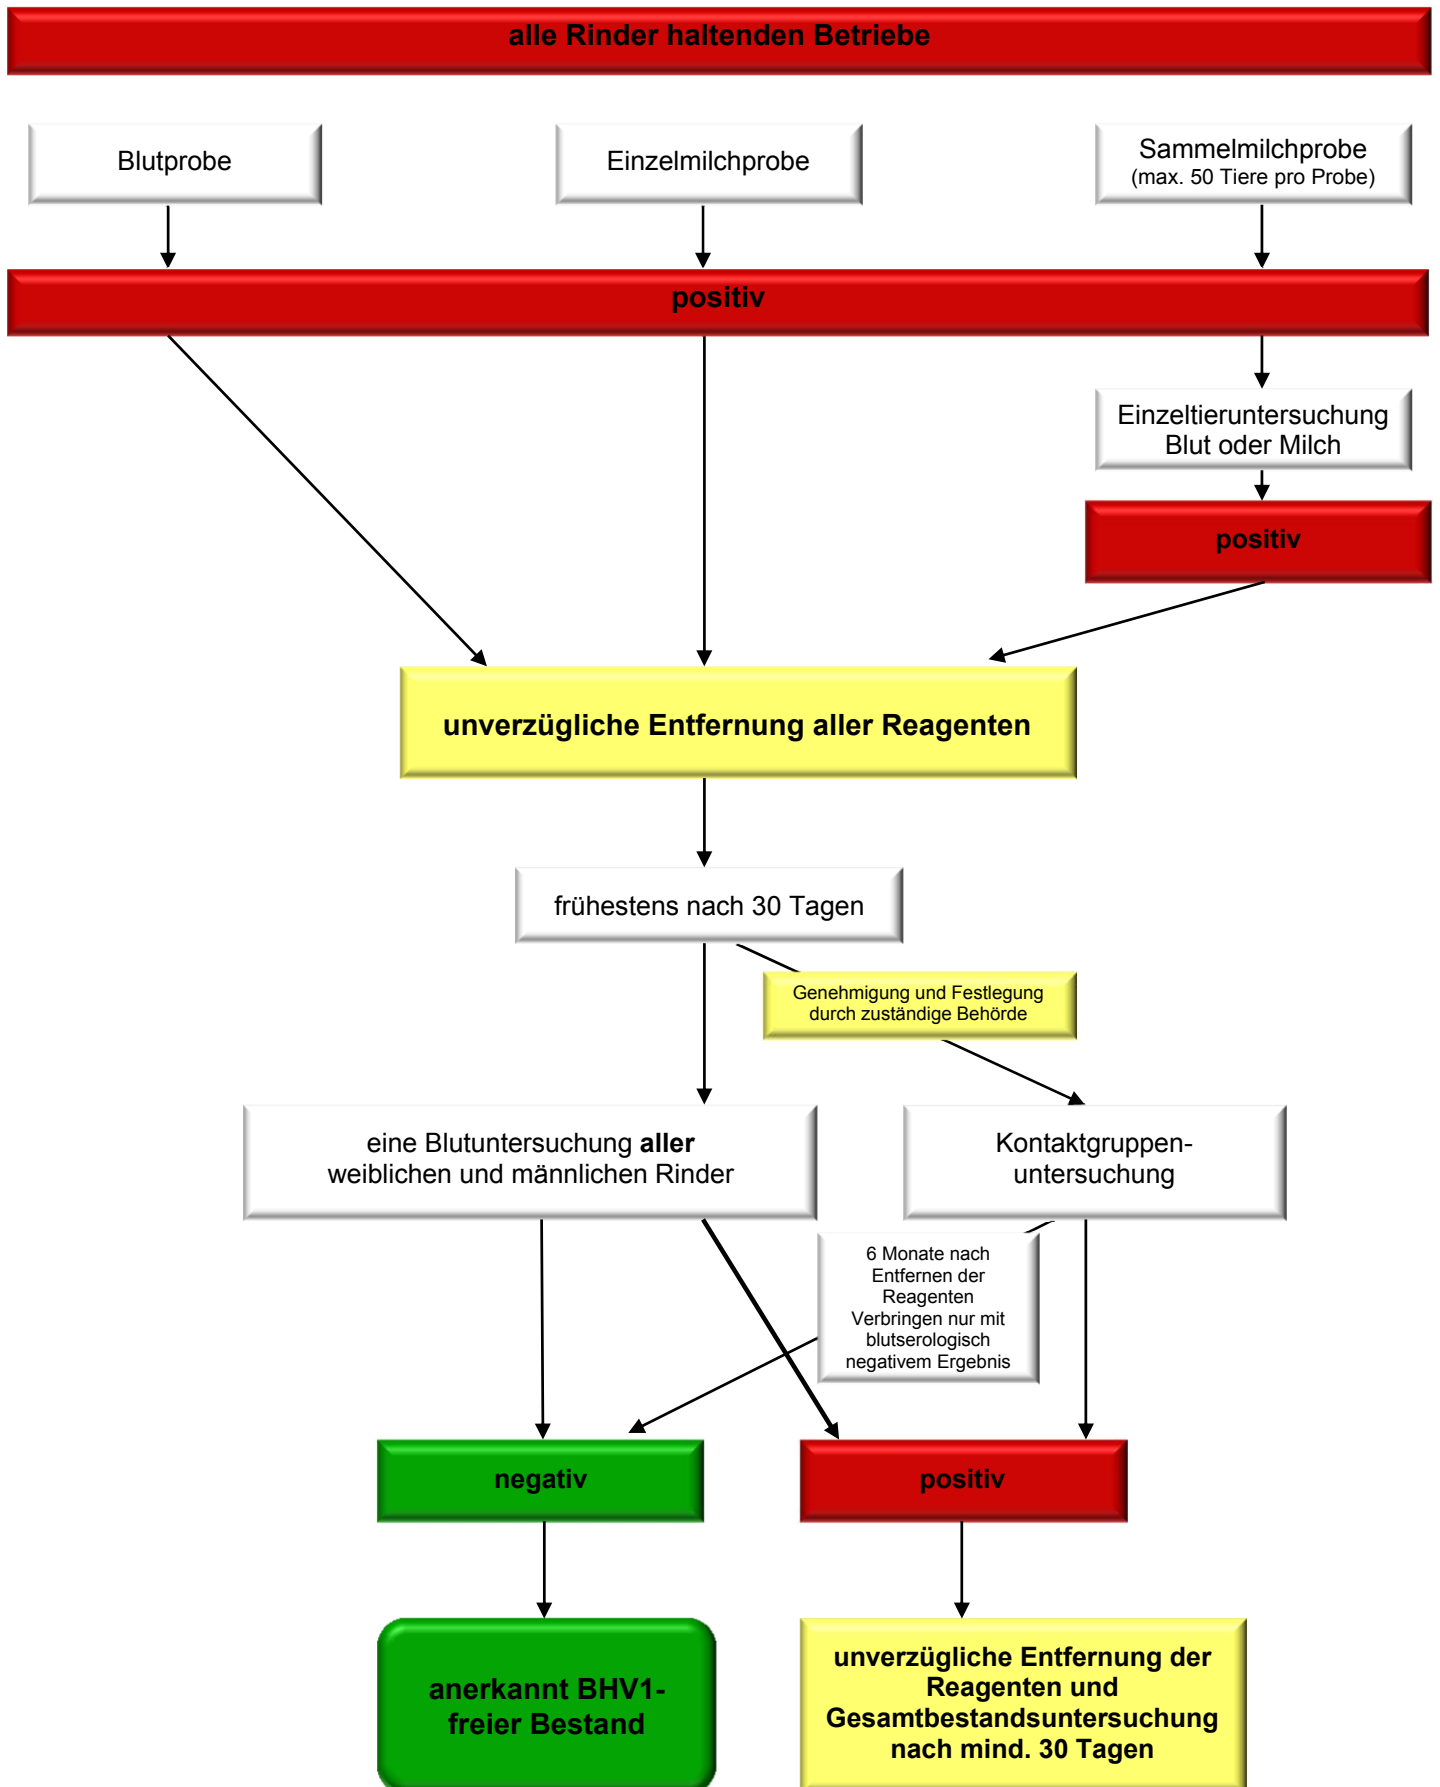 alle Rinder haltenden Betriebe
Blutprobe
Einzelmilchprobe
Sammelmilchprobe
(max. 50 Tiere pro Probe)
positiv
Einzeltieruntersuchung
Blut oder Milch
positiv
unverzügliche Entfernung aller Reagenten
frühestens nach 30 Tagen
Genehmigung und Festlegung
durch zuständige Behörde
eine Blutuntersuchung aller
weiblichen und männlichen Rinder
Kontaktgruppen-
untersuchung
6 Monate nach
Entfernen der
Reagenten
Verbringen nur mit
blutserologisch
negativem Ergebnis
negativ
positiv
anerkannt BHV1-
freier Bestand
unverzügliche Entfernung der
Reagenten und
Gesamtbestandsuntersuchung
nach mind. 30 Tagen